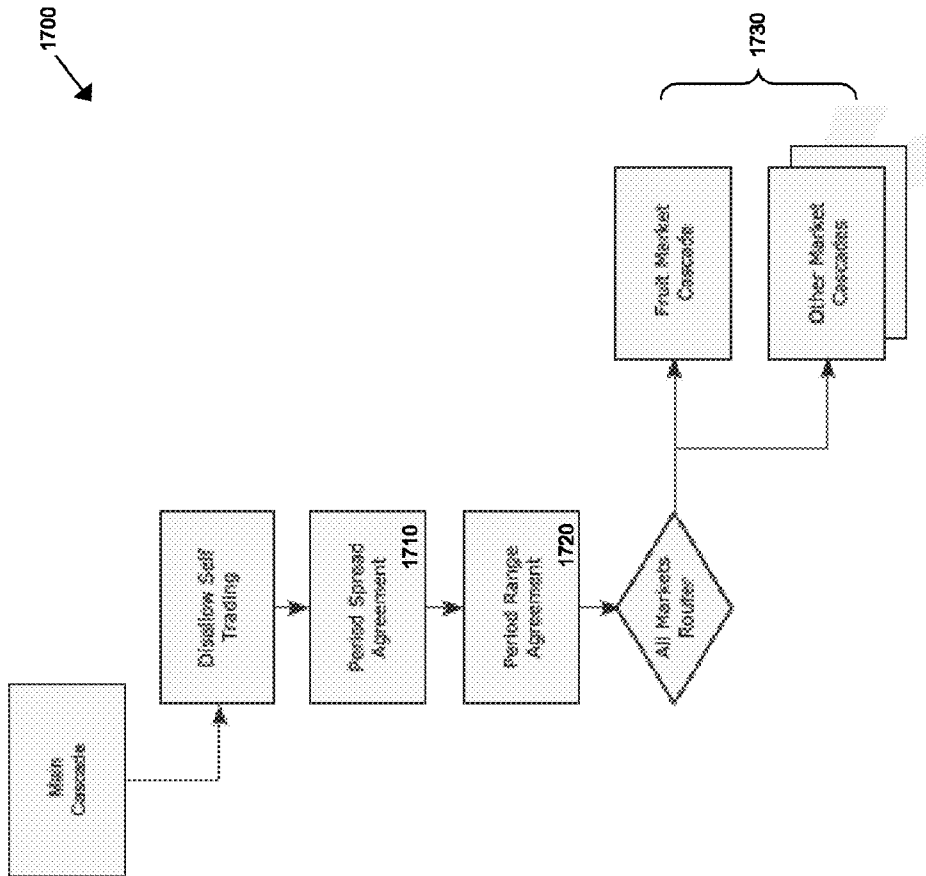 1700
Main
Cascade
Disallow Self
Trading
Period Spread
Agreement
1710
Period Range
Agreement
1720
All Markets
Router
Fruit Market
Cascade
Other Market
Cascades
1730